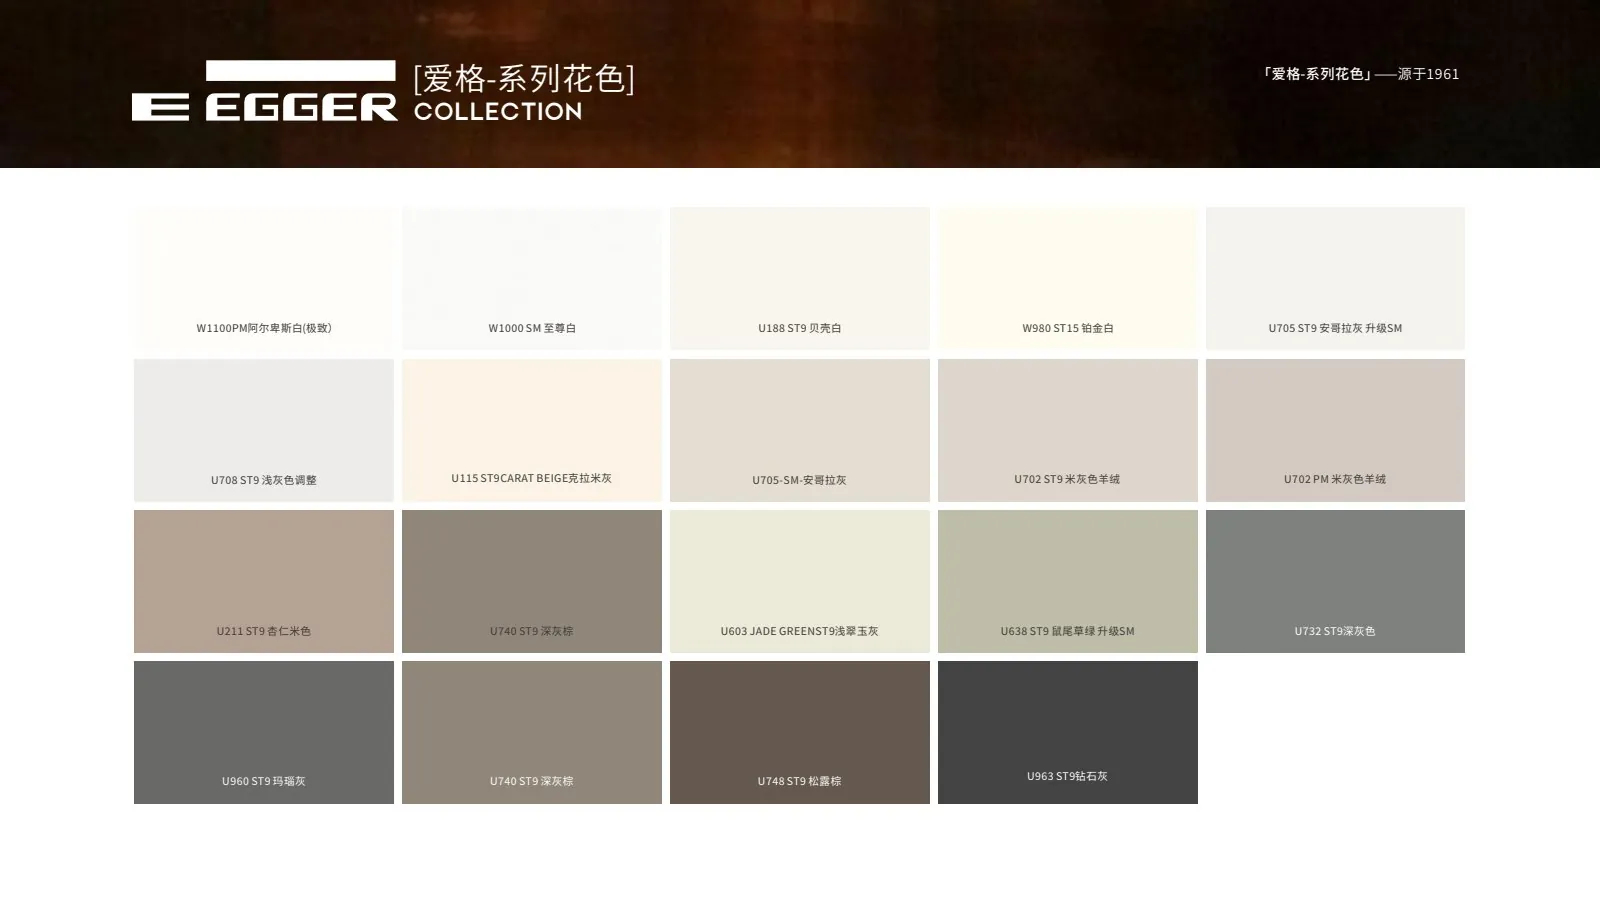 E EGGER
[爱格-系列花色]
COLLECTION
「爱格-系列花色」——源于1961
W1100PM阿尔卑斯白(极致）
W1000 SM 至尊白
U188 ST9 贝壳白
W980 ST15 铂金白
U705 ST9 安哥拉灰 升级SM
U708 ST9 浅灰色调整
U115 ST9CARAT BEIGE克拉米灰
U705-SM-安哥拉灰
U702 ST9 米灰色羊绒
U702 PM 米灰色羊绒
U211 ST9 杏仁米色
U740 ST9 深灰棕
U603 JADE GREENST9浅翠玉灰
U638 ST9 鼠尾草绿 升级SM
U732 ST9深灰色
U960 ST9 玛瑙灰
U740 ST9 深灰棕
U748 ST9 松露棕
U963 ST9钻石灰